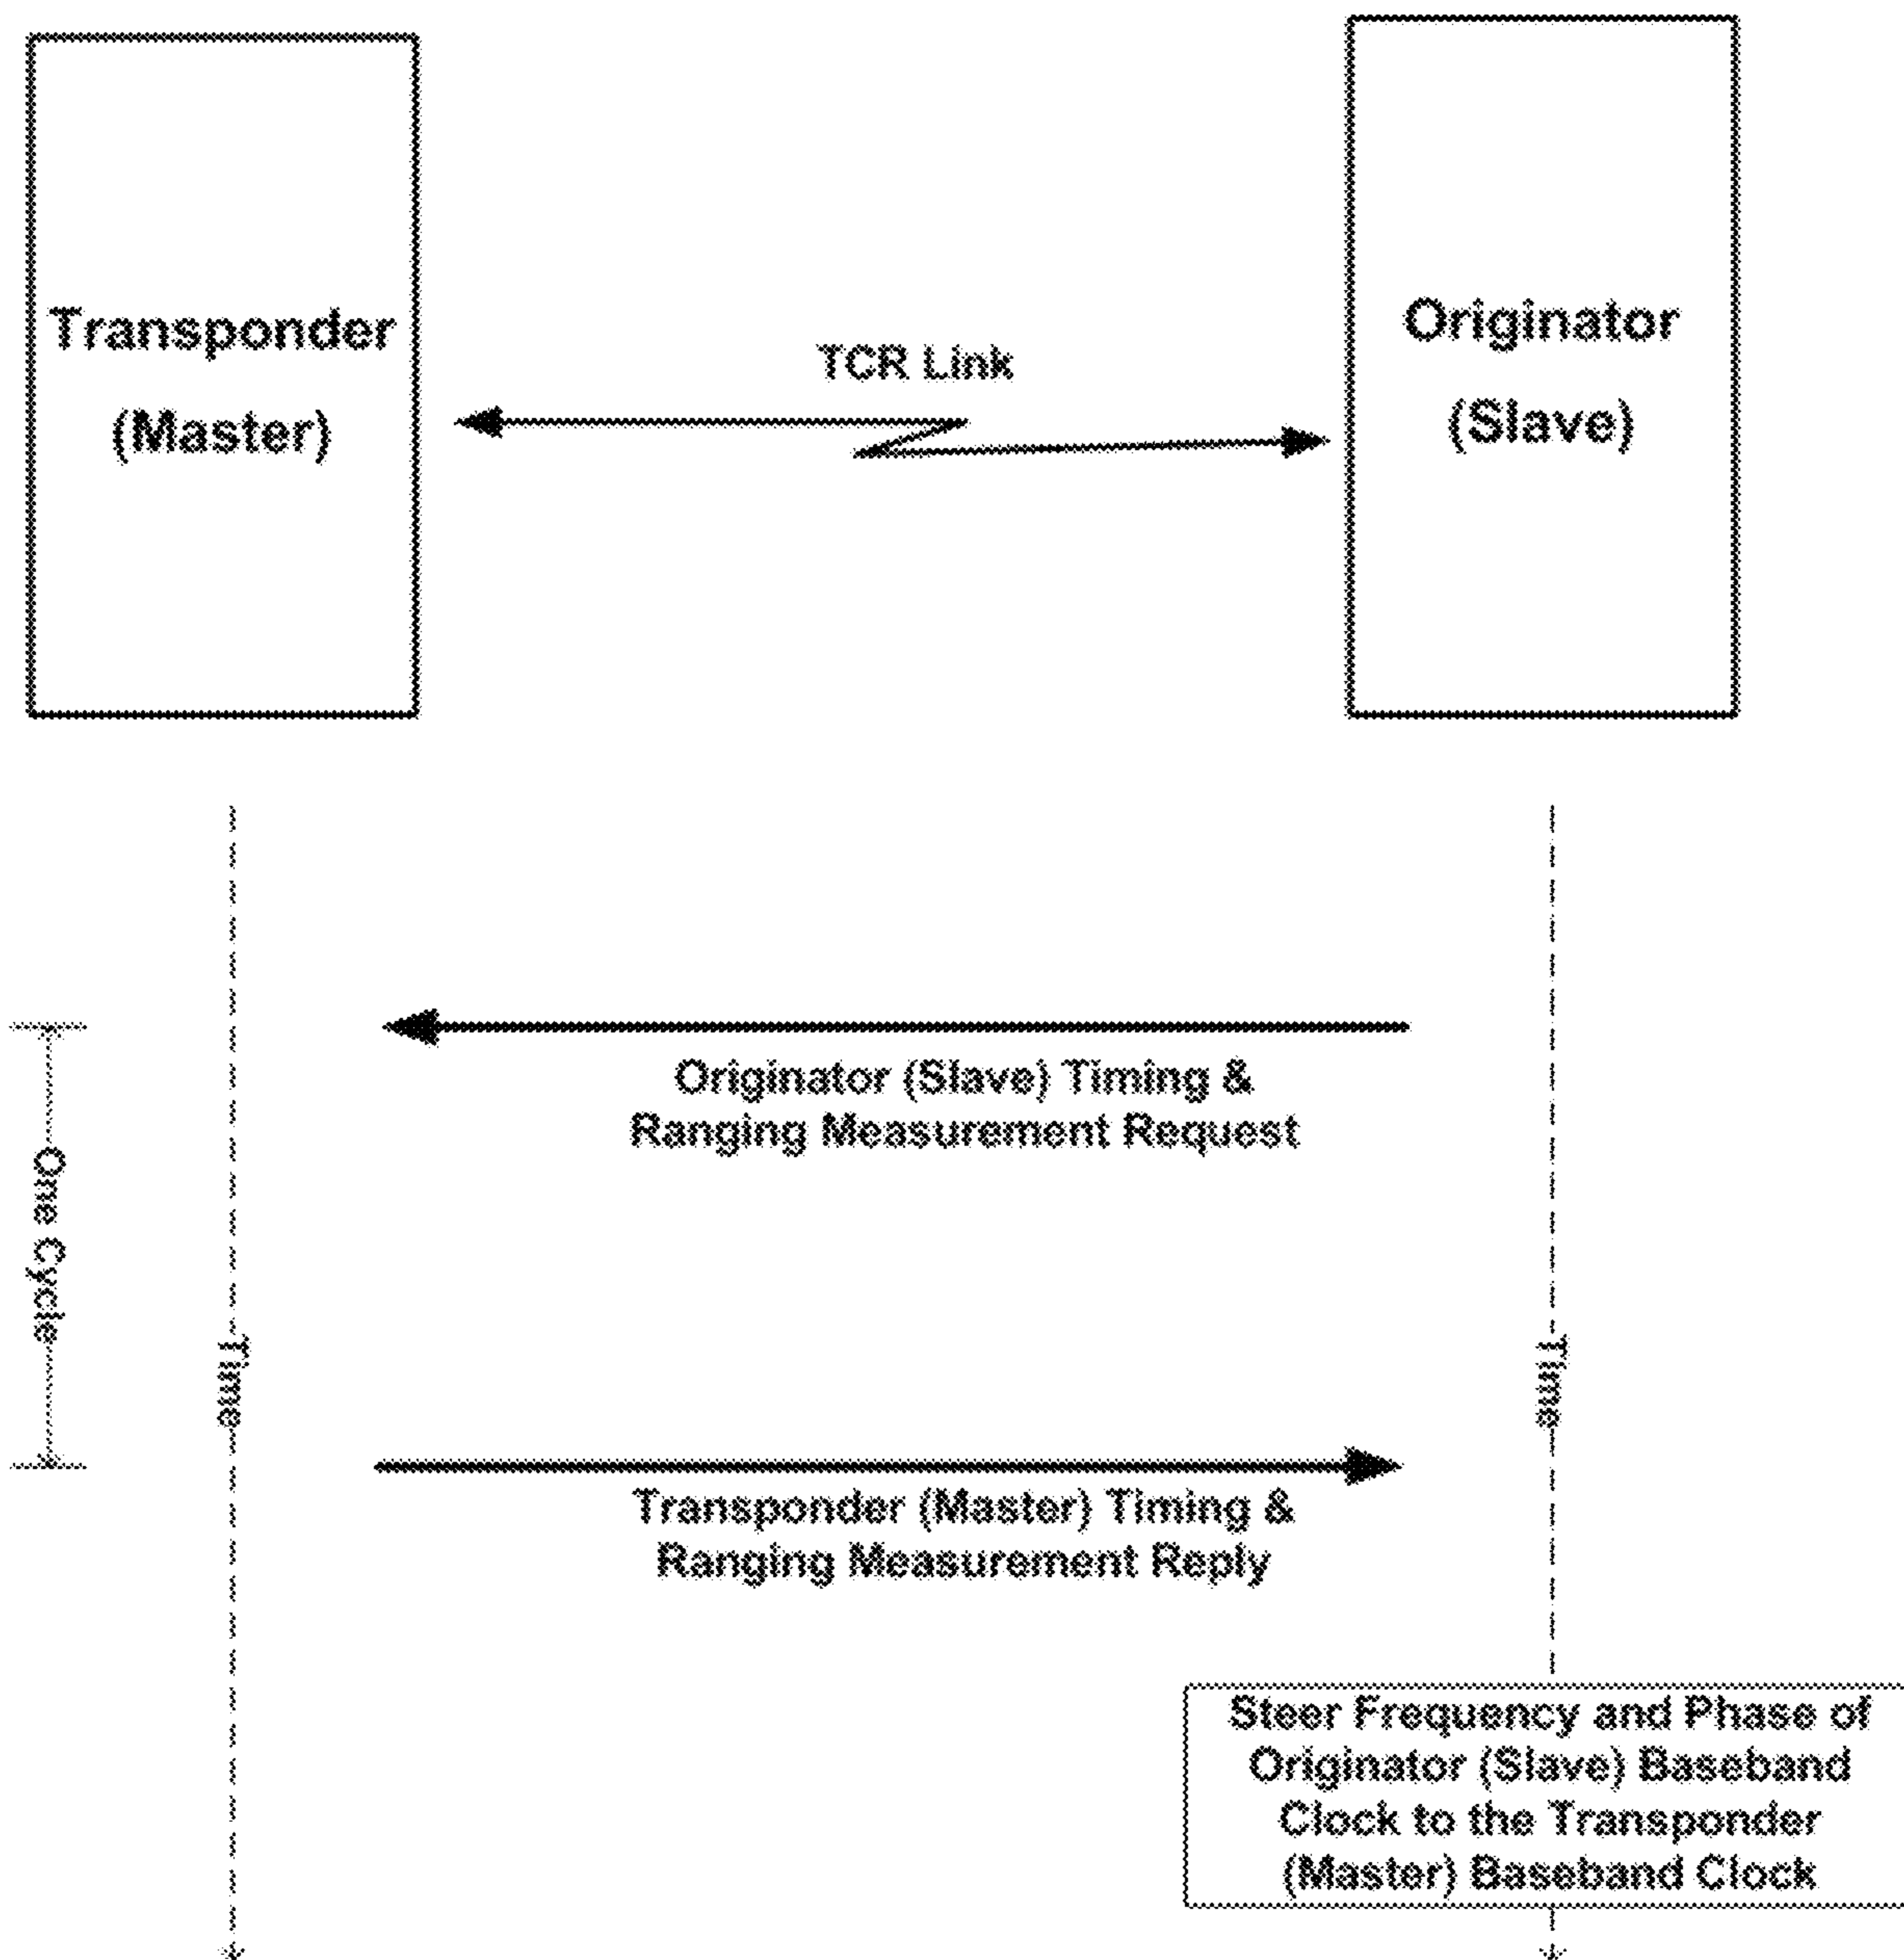 Transponder
(Master)
Originator
(Slave)
TCR Link
Originator (Slave) Timing &
Ranging Measurement Request
One Cycle
Time
Time
Transponder (Master) Timing &
Ranging Measurement Reply
Steer Frequency and Phase of
Originator (Slave) Baseband
Clock to the Transponder
(Master) Baseband Clock